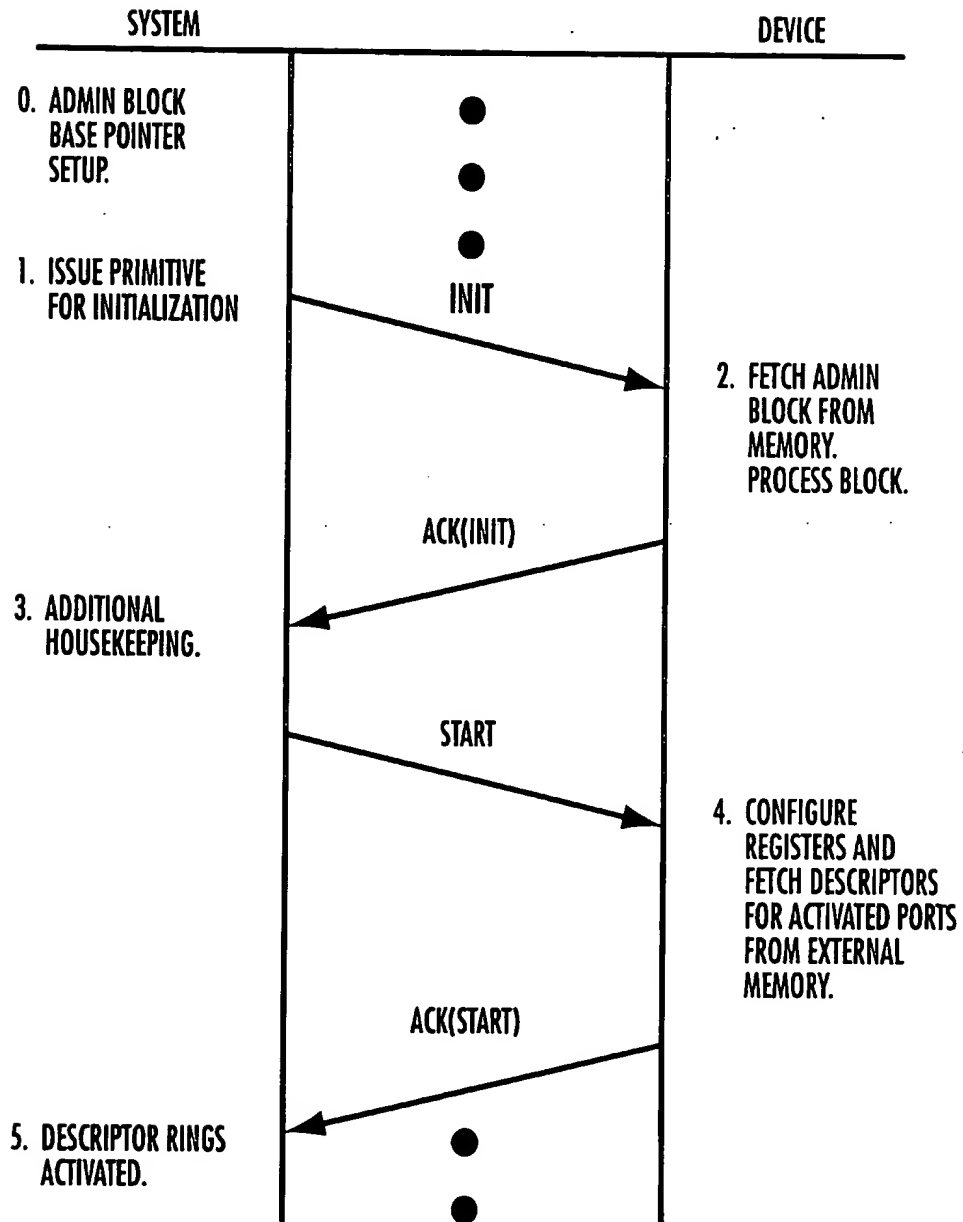 SYSTEM
DEVICE
0. ADMIN BLOCK
BASE POINTER
SETUP.
1. ISSUE PRIMITIVE
FOR INITIALIZATION
INIT
2. FETCH ADMIN
BLOCK FROM
MEMORY.
PROCESS BLOCK.
ACK(INIT)
3. ADDITIONAL
HOUSEKEEPING.
START
4. CONFIGURE
REGISTERS AND
FETCH DESCRIPTORS
FOR ACTIVATED PORTS
FROM EXTERNAL
MEMORY.
ACK(START)
5. DESCRIPTOR RINGS
ACTIVATED.